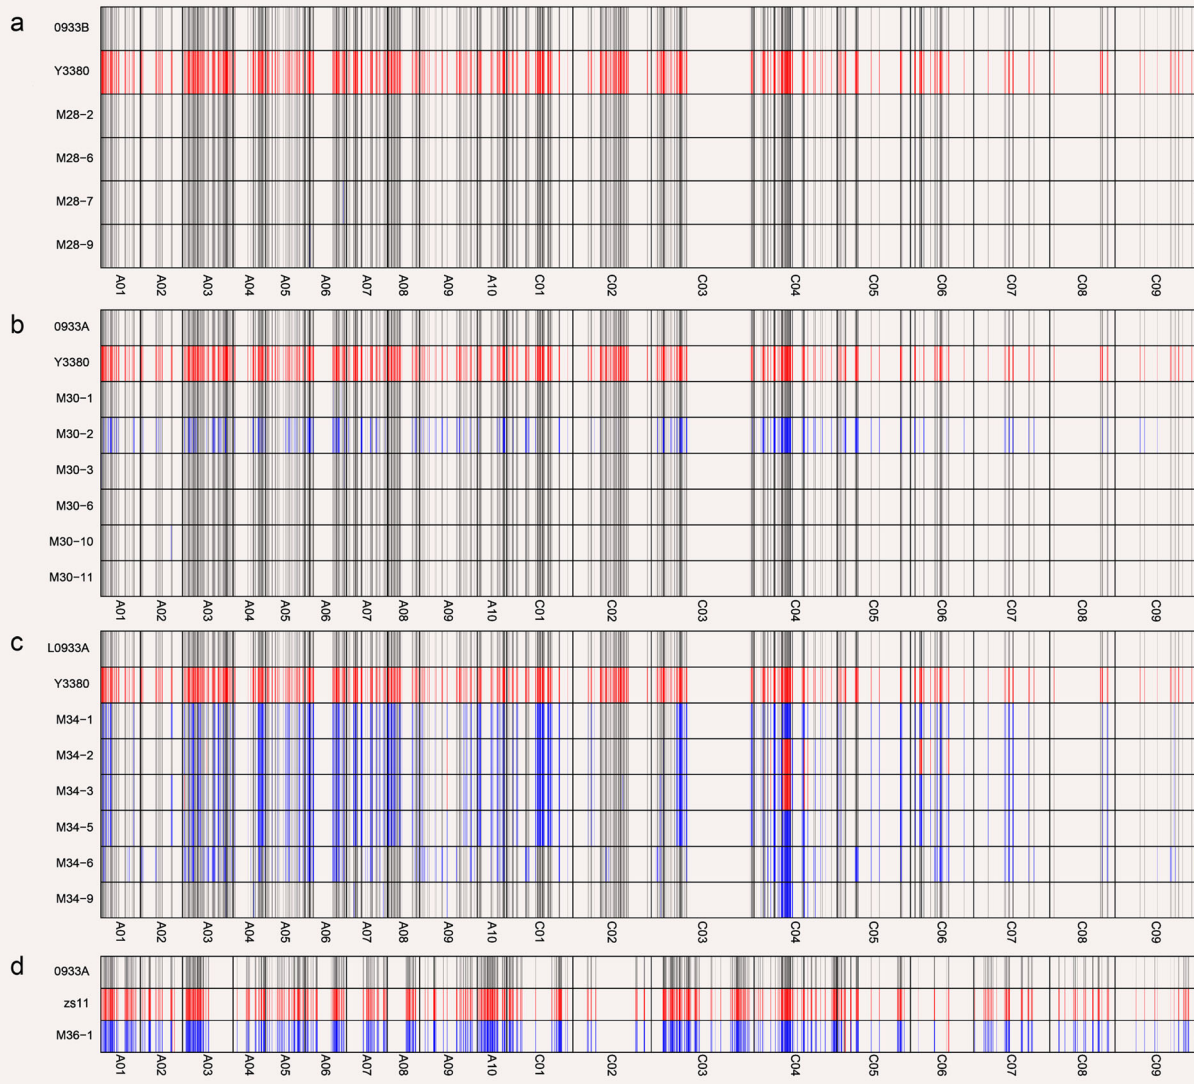 a
0933B
Y3380
M28-2
M28-6
M28-7
M28-9
A01 A02 A03 A04 A05 A06 A07 A08 A09 A10 C01 C02 C03 C04 C05 C06 C07 C08 C09
b
0933A
Y3380
M30-1
M30-2
M30-3
M30-6
M30-10
M30-11
A01 A02 A03 A04 A05 A06 A07 A08 A09 A10 C01 C02 C03 C04 C05 C06 C07 C08 C09
c
L0933A
Y3380
M34-1
M34-2
M34-3
M34-5
M34-6
M34-9
A01 A02 A03 A04 A05 A06 A07 A08 A09 A10 C01 C02 C03 C04 C05 C06 C07 C08 C09
d
0933A
zs11
M36-1
A01 A02 A03 A04 A05 A06 A07 A08 A09 A10 C01 C02 C03 C04 C05 C06 C07 C08 C09